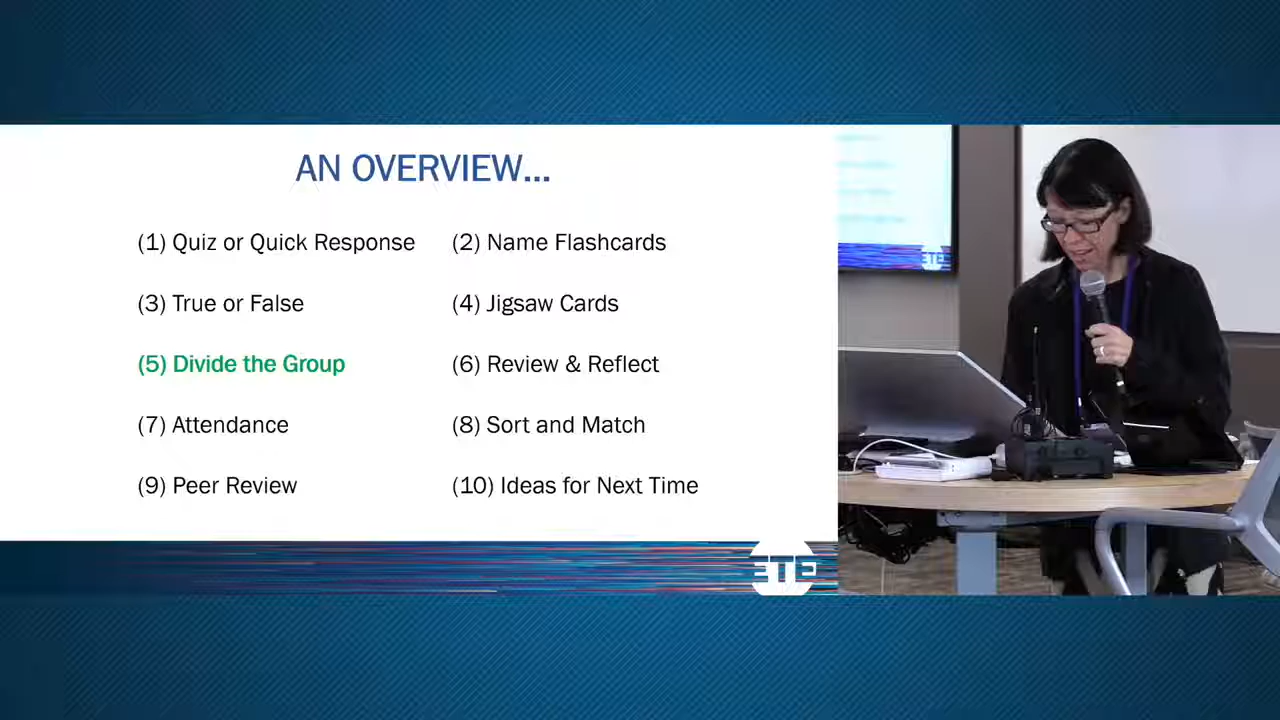 AN OVERVIEW...
(1) Quiz or Quick Response
(2) Name Flashcards
(3) True or False
(4) Jigsaw Cards
(5) Divide the Group
(6) Review & Reflect
(7) Attendance
(8) Sort and Match
(9) Peer Review
(10) Ideas for Next Time
ETE
ETE